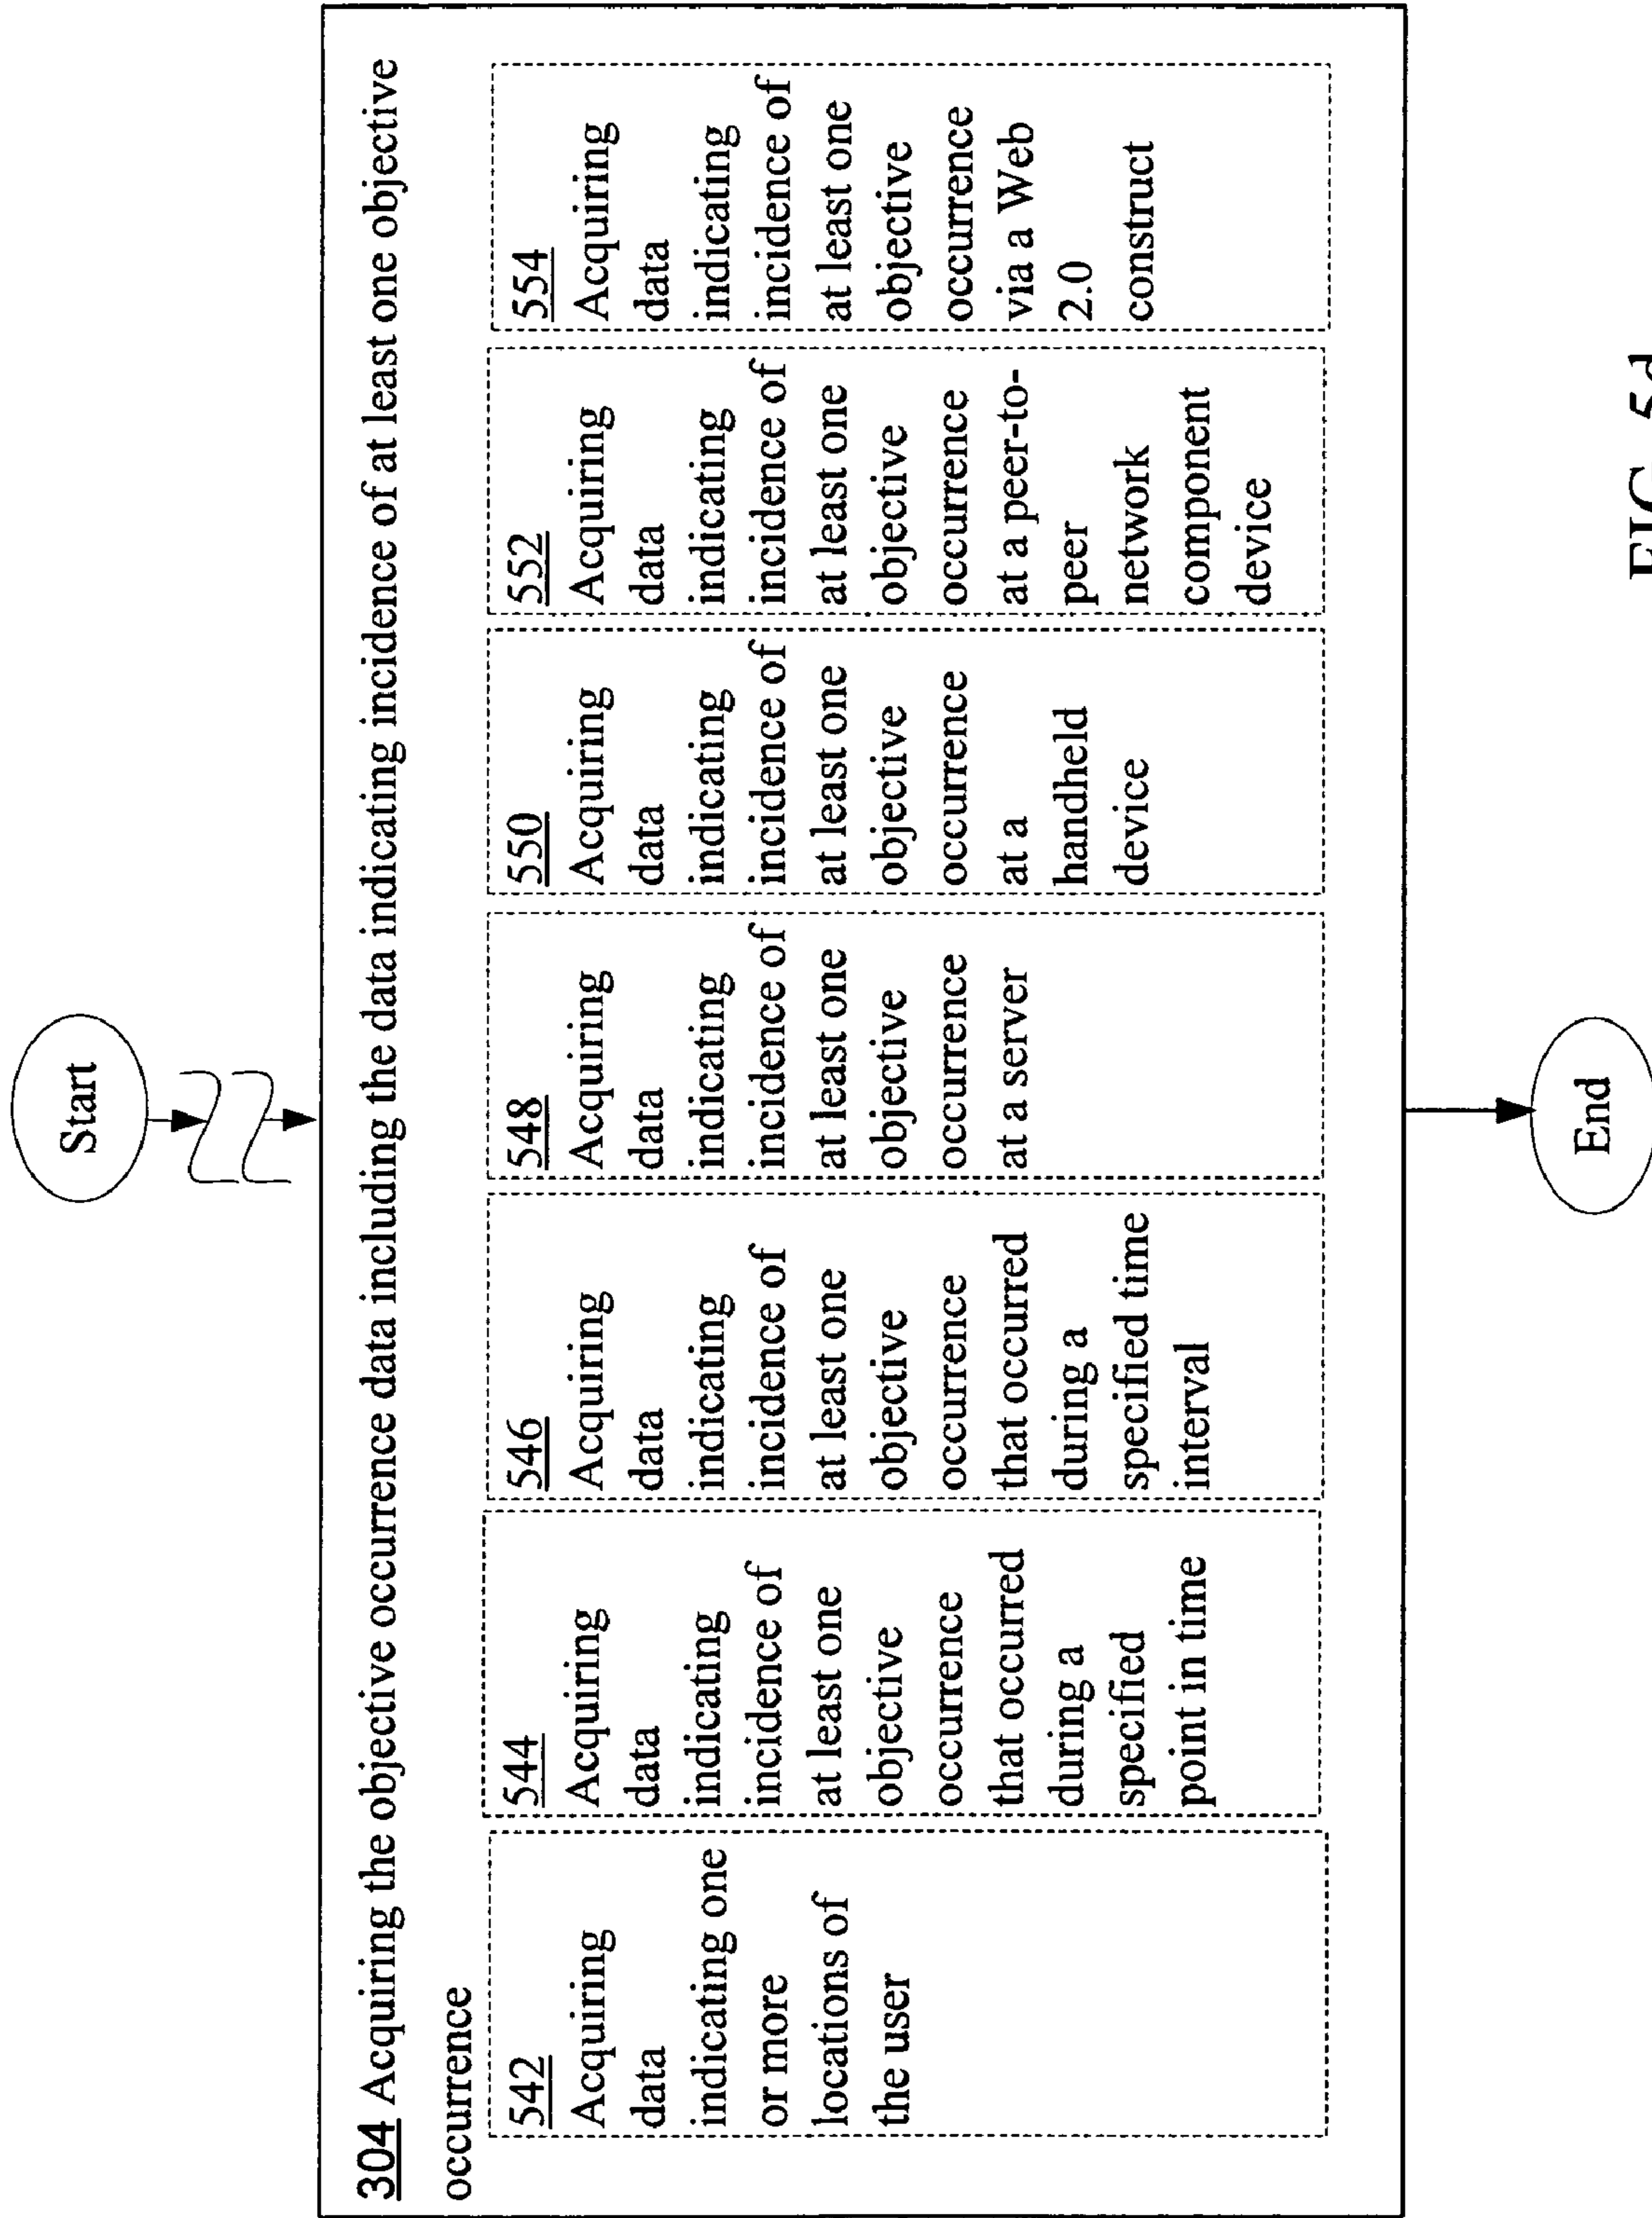 Start
304 Acquiring the objective occurrence data including the data indicating incidence of at least one objective
occurrence
542
Acquiring
data
indicating one
or more
locations of
the user
544
Acquiring
data
indicating
incidence of
at least one
objective
occurrence
that occurred
during a
specified
point in time
546
Acquiring
data
indicating
incidence of
at least one
objective
occurrence
that occurred
during a
specified time
interval
548
Acquiring
data
indicating
incidence of
at least one
objective
occurrence
at a server
550
Acquiring
data
indicating
incidence of
at least one
objective
occurrence
at a
handheld
device
552
Acquiring
data
indicating
incidence of
at least one
objective
occurrence
at a peer-to-
peer
network
component
device
554
Acquiring
data
indicating
incidence of
at least one
objective
occurrence
via a Web
2.0
construct
End
FIG. 5d